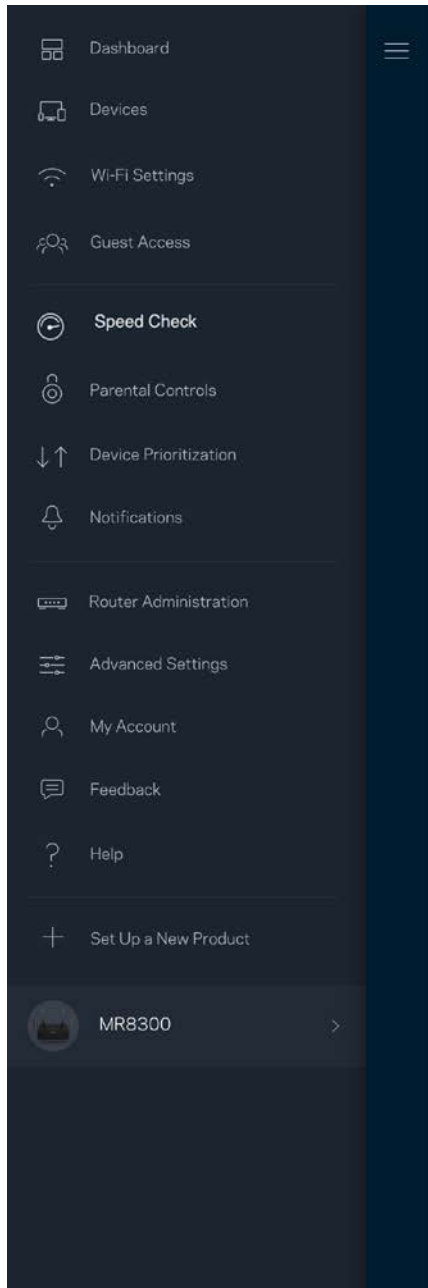 Dashboard
Devices
Wi-Fi Settings
Guest Access
Speed Check
Parental Controls
Device Prioritization
Notifications
Router Administration
Advanced Settings
My Account
Feedback
Help
Set Up a New Product
MR8300